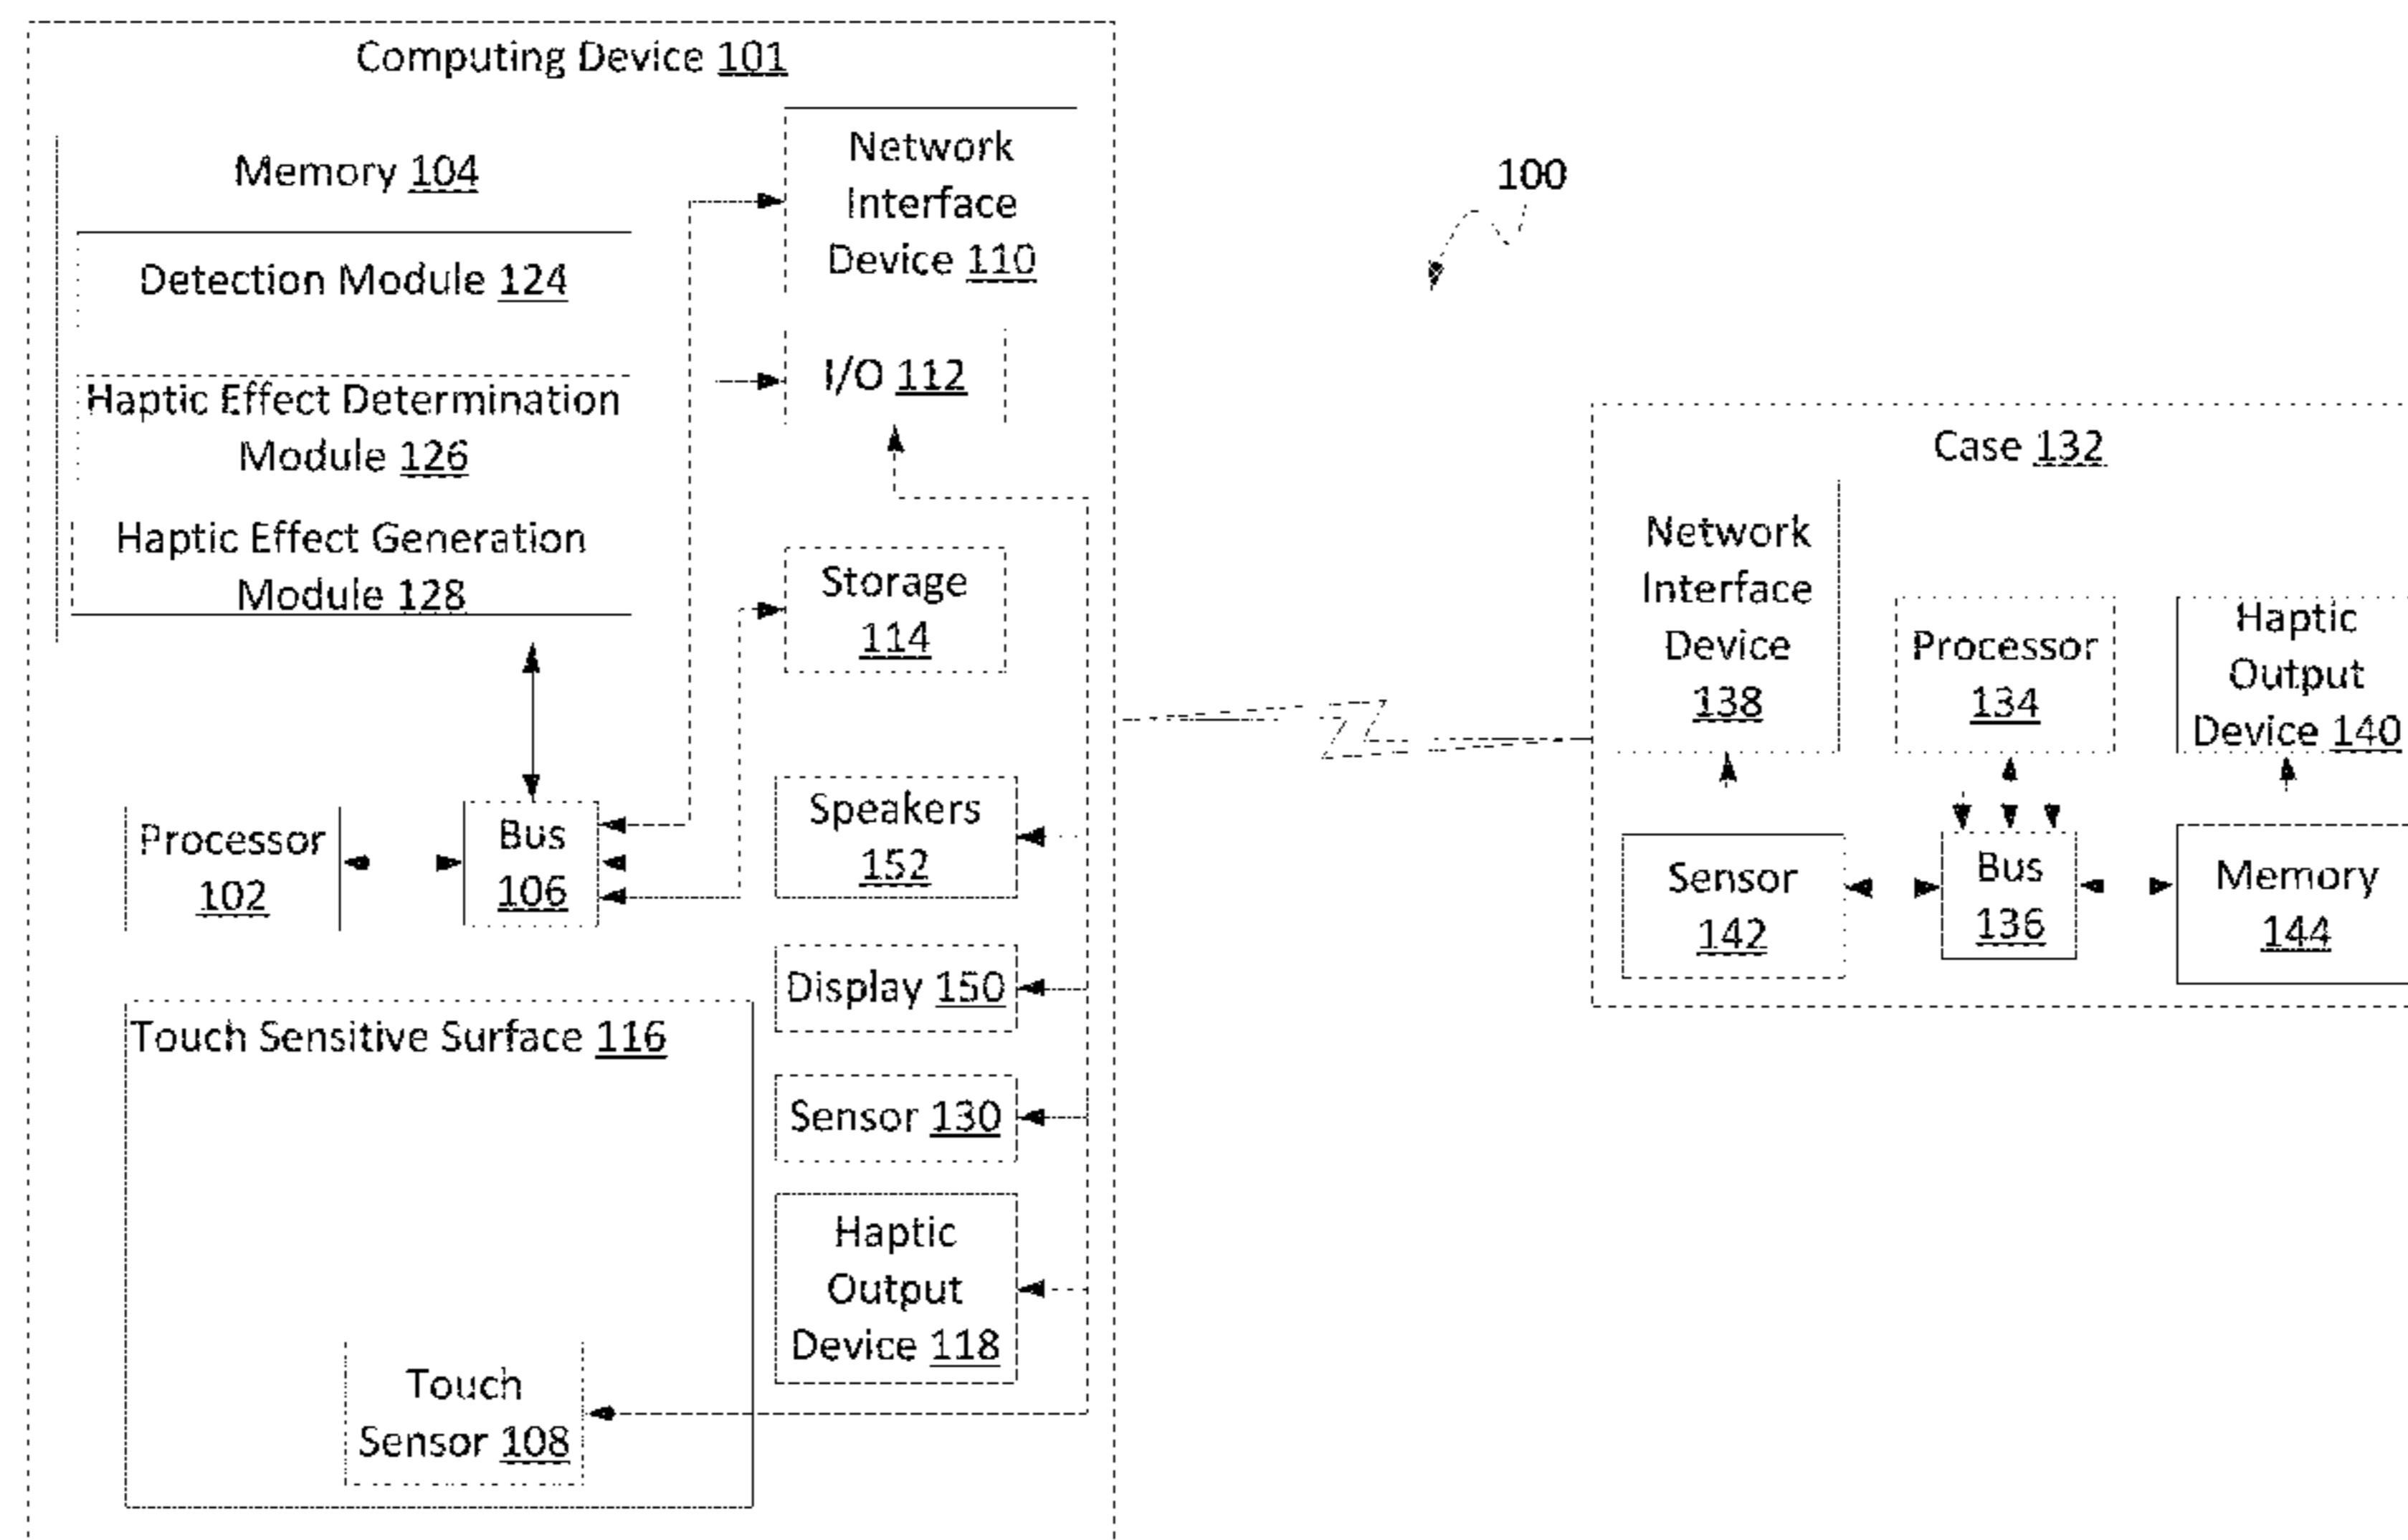 Computing Device 101
Memory 104
Detection Module 124
Haptic Effect Determination
Module 126
Haptic Effect Generation
Module 128
Network
Interface
Device 110
I/O 112
Storage
114
Processor
102
Bus
106
Speakers
152
Display 150
Sensor 130
Haptic
Output
Device 118
Touch Sensitive Surface 116
Touch
Sensor 108
100
Case 132
Network
Interface
Device
138
Processor
134
Haptic
Output
Device 140
Sensor
142
Bus
136
Memory
144